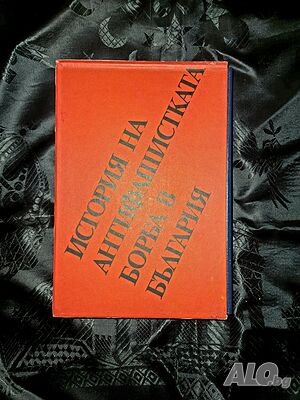 ИСТОРИЯ НА
АНТИФАШИСТКАТА
БОРБА В
БЪЛГАРИЯ
ALO.bg